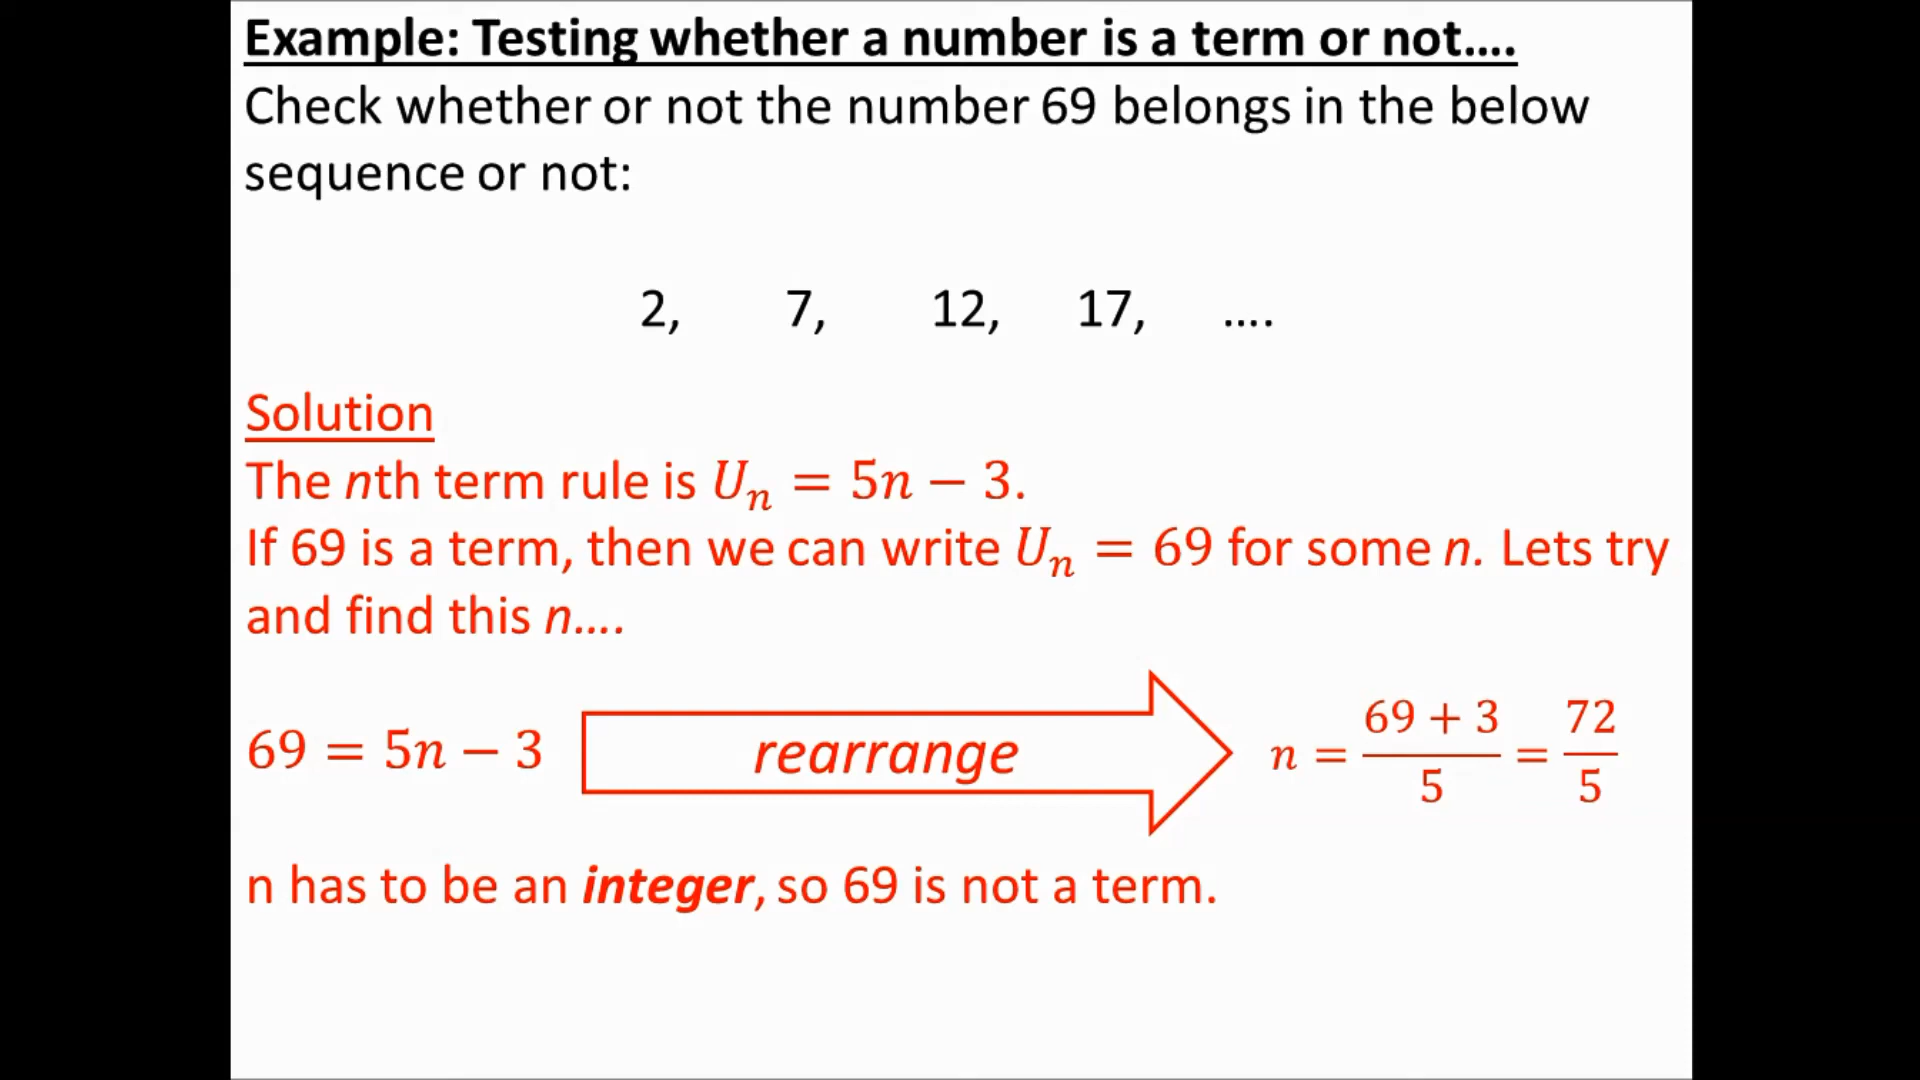 Example: Testing whether a number is a term or not....
Check whether or not the number 69 belongs in the below
sequence or not:
2, 7, 12, 17, ....
Solution
The nth term rule is Uₙ = 5n − 3.
If 69 is a term, then we can write Uₙ = 69 for some n. Lets try
and find this n....
69 = 5n − 3 rearrange n = (69 + 3)/5 = 72/5
n has to be an integer, so 69 is not a term.